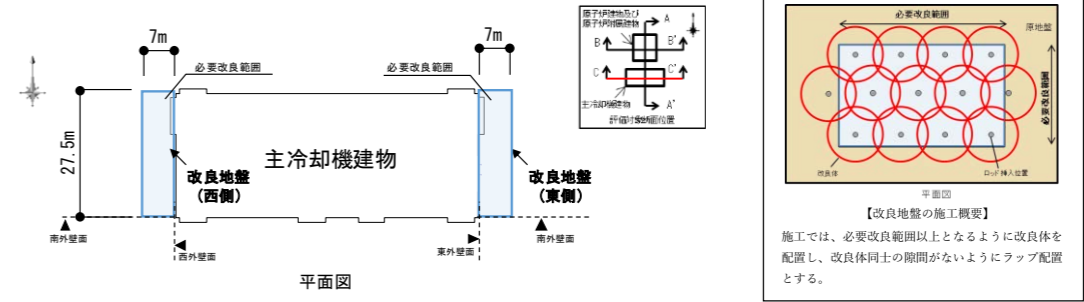 7m
7m
必要改良範囲
必要改良範囲
27.5m
主冷却機建物
改良地盤
(西側)
改良地盤
(東側)
南外壁面
西外壁面
東外壁面
南外壁面
平面図
原子炉建物及び
原子炉附属建物
A
B
B'
C
C'
主冷却機建物
A'
必要改良範囲
原地盤
必要改良範囲
改良体
ロッド挿入位置
平面図
【改良地盤の施工概要】
施工では、必要改良範囲以上となるように改良体を
配置し、改良体同士の隙間がないようにラップ配置
とする。